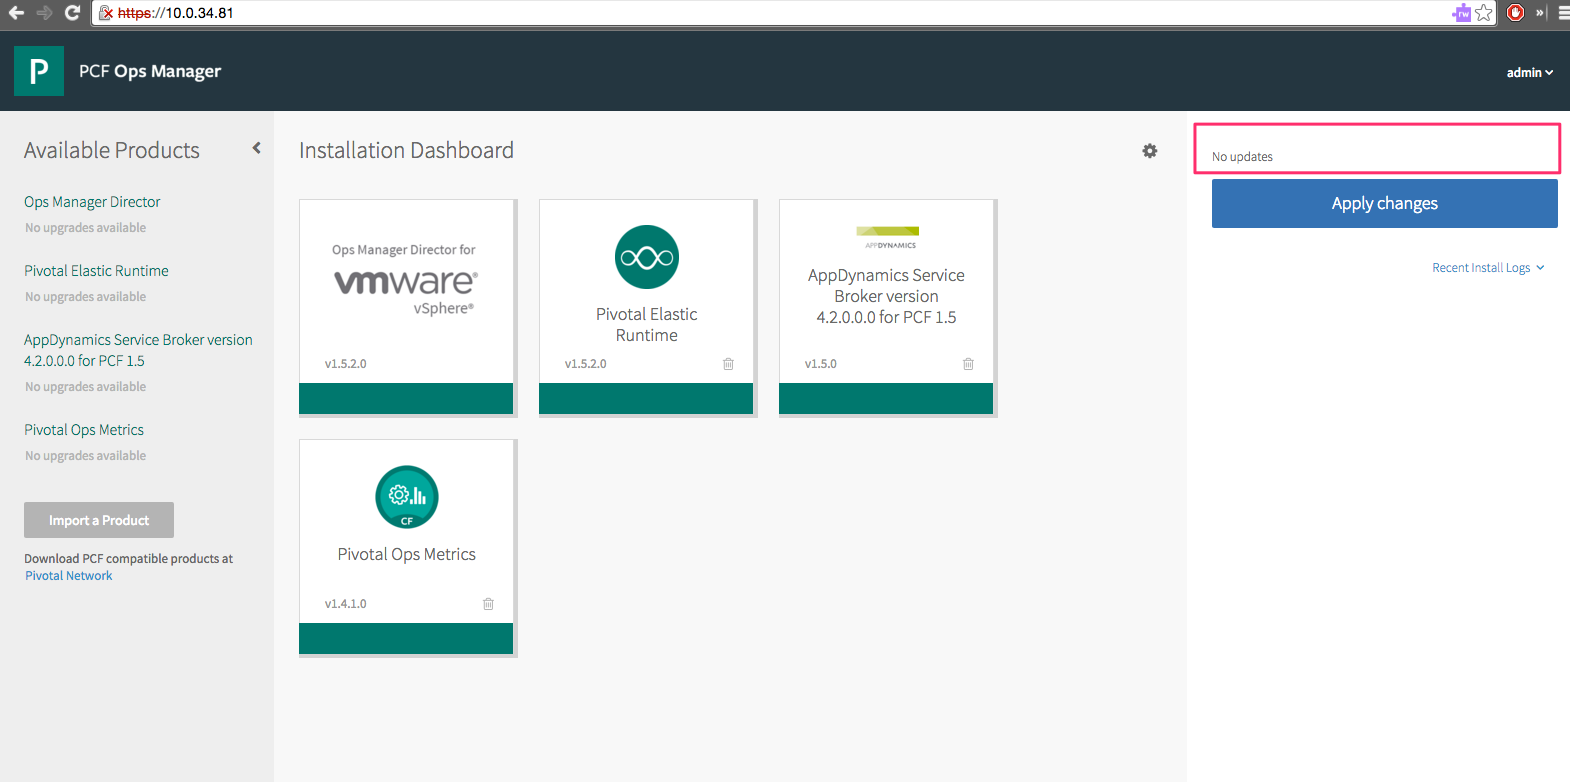 https://10.0.34.81
rw
»
P
PCF Ops Manager
admin
Available Products
Ops Manager Director
No upgrades available
Pivotal Elastic Runtime
No upgrades available
AppDynamics Service Broker version
4.2.0.0.0 for PCF 1.5
No upgrades available
Pivotal Ops Metrics
No upgrades available
Import a Product
Download PCF compatible products at
Pivotal Network
Installation Dashboard
Ops Manager Director for
vmware®
vSphere®
v1.5.2.0
Pivotal Elastic
Runtime
v1.5.2.0
APPDYNAMICS
AppDynamics Service
Broker version
4.2.0.0.0 for PCF 1.5
v1.5.0
CF
Pivotal Ops Metrics
v1.4.1.0
No updates
Apply changes
Recent Install Logs